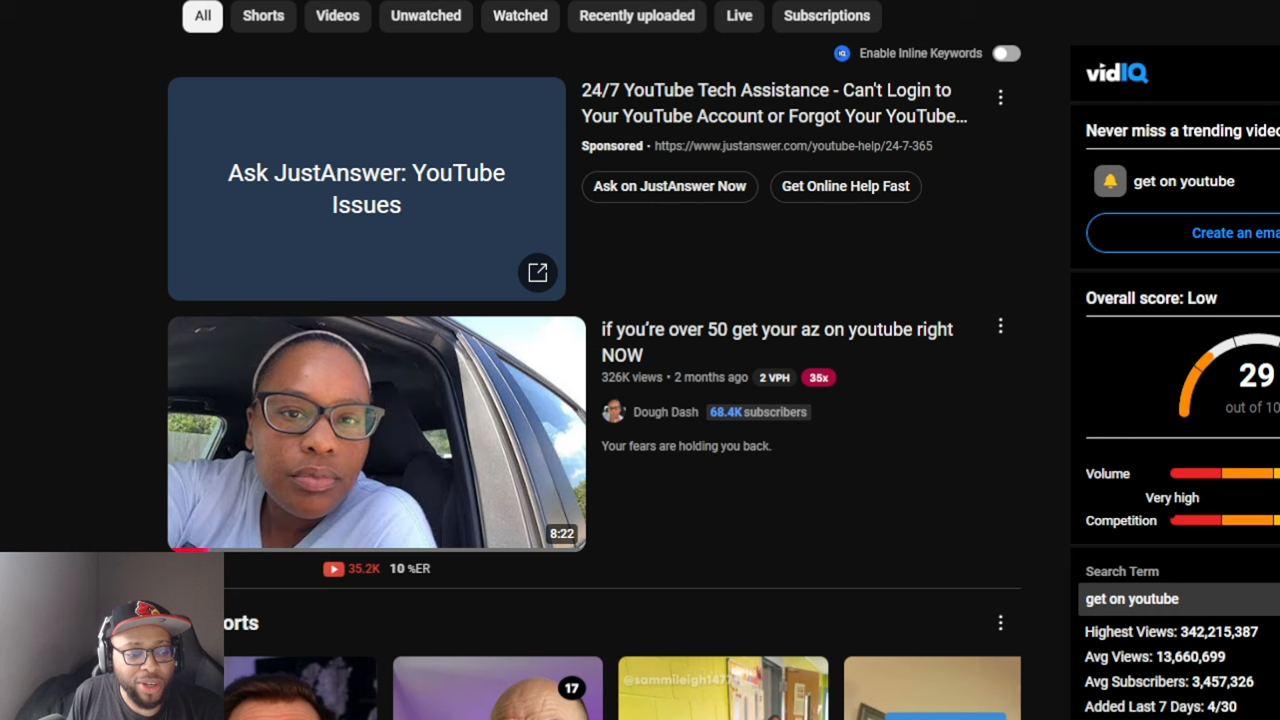 All
Shorts
Videos
Unwatched
Watched
Recently uploaded
Live
Subscriptions
Enable Inline Keywords
Ask JustAnswer: YouTube
Issues
24/7 YouTube Tech Assistance - Can't Login to
Your YouTube Account or Forgot Your YouTube...
Sponsored • https://www.justanswer.com/youtube-help/24-7-365
Ask on JustAnswer Now
Get Online Help Fast
8:22
if you're over 50 get your az on youtube right
NOW
326K views • 2 months ago 2 VPH 35x
Dough Dash 68.4K subscribers
Your fears are holding you back.
35.2K 10 %ER
orts
17
@sammileigh147
vidIQ
Never miss a trending video
get on youtube
Create an ema
Overall score: Low
29
out of 10
Volume
Very high
Competition
Search Term
get on youtube
Highest Views: 342,215,387
Avg Views: 13,660,699
Avg Subscribers: 3,457,326
Added Last 7 Days: 4/30